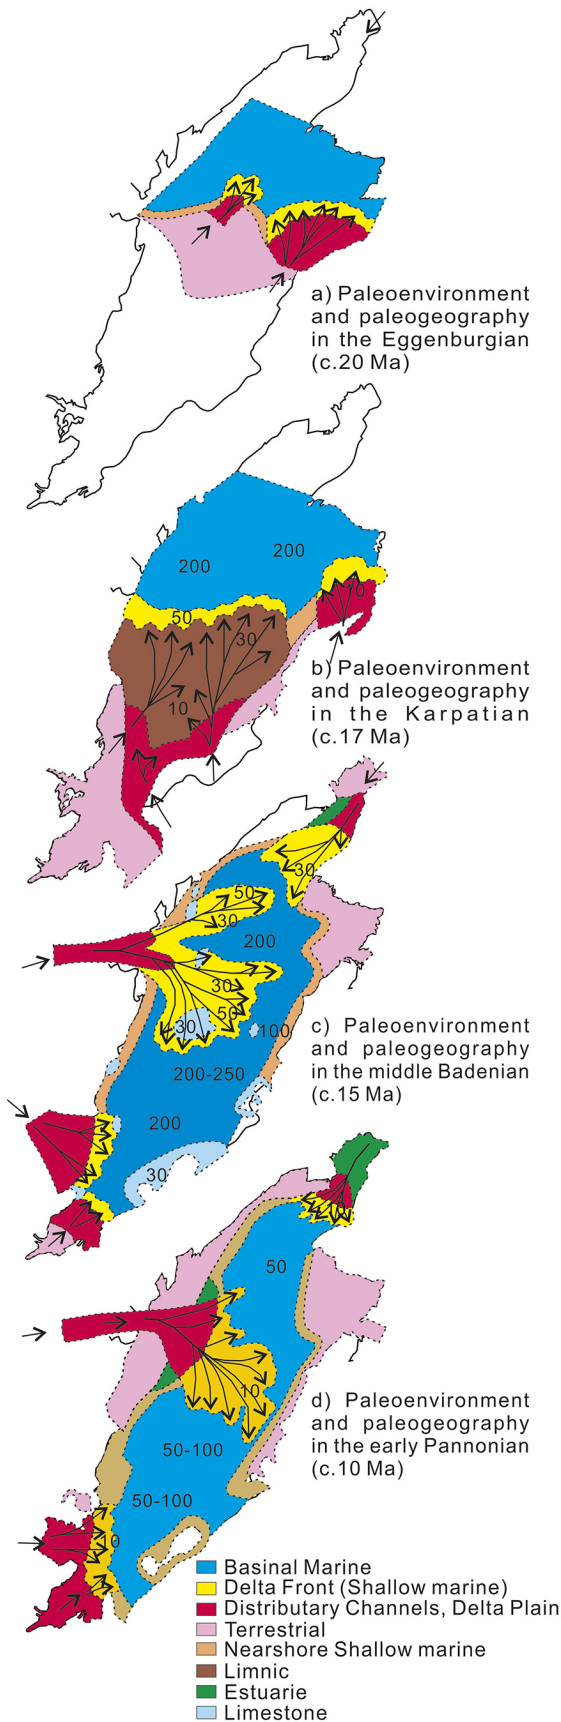 a) Paleoenvironment
and paleogeography
in the Eggenburgian
(c.20 Ma)
200
200
50
10
30
10
b) Paleoenvironment
and paleogeography
in the Karpatian
(c.17 Ma)
30
50
30
200
30
50
30
100
c) Paleoenvironment
and paleogeography
in the middle Badenian
(c.15 Ma)
200-250
200
30
50
10
d) Paleoenvironment
and paleogeography
in the early Pannonian
(c.10 Ma)
50-100
50-100
10
Basinal Marine
Delta Front (Shallow marine)
Distributary Channels, Delta Plain
Terrestrial
Nearshore Shallow marine
Limnic
Estuarie
Limestone